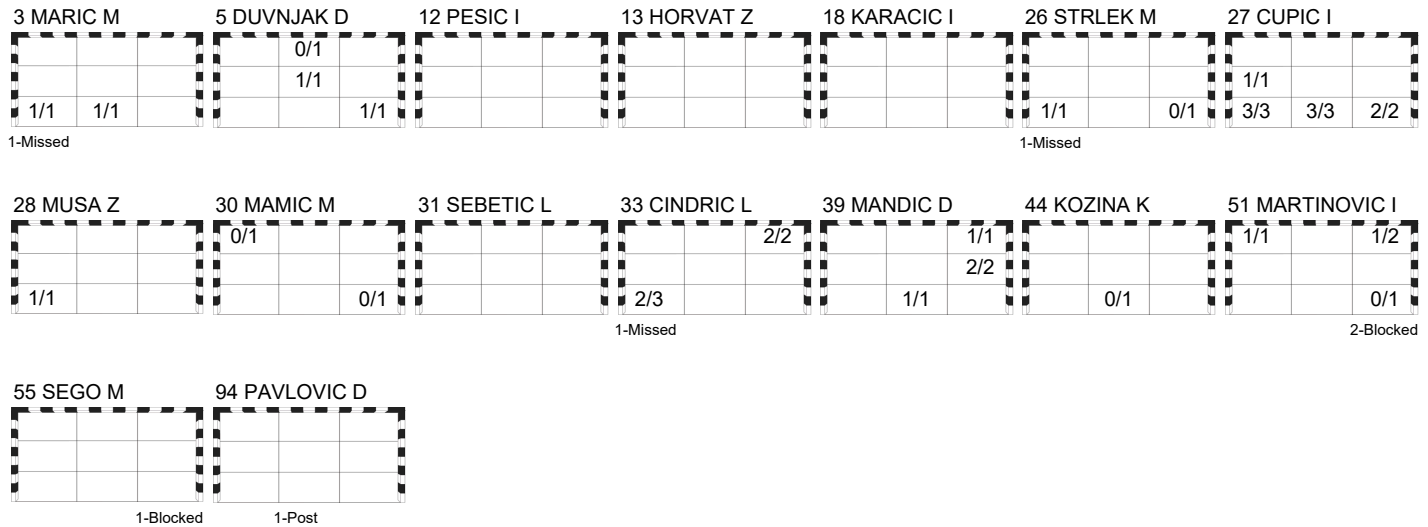 3 MARIC M 5 DUVNJAK D 12 PESIC I 13 HORVAT Z 18 KARACIC I 26 STRLEK M 27 CUPIC I
0/1
1/1 1/1
1/1 1/1 1/1 1/1 0/1 3/3 3/3 2/2
1-Missed 1-Missed
28 MUSA Z 30 MAMIC M 31 SEBETIC L 33 CINDRIC L 39 MANDIC D 44 KOZINA K 51 MARTINOVIC I
0/1 2/2 1/1 1/1 1/2
2/2
1/1 0/1 2/3 1/1 0/1 0/1
1-Missed 2-Blocked
55 SEGO M 94 PAVLOVIC D
1-Blocked 1-Post